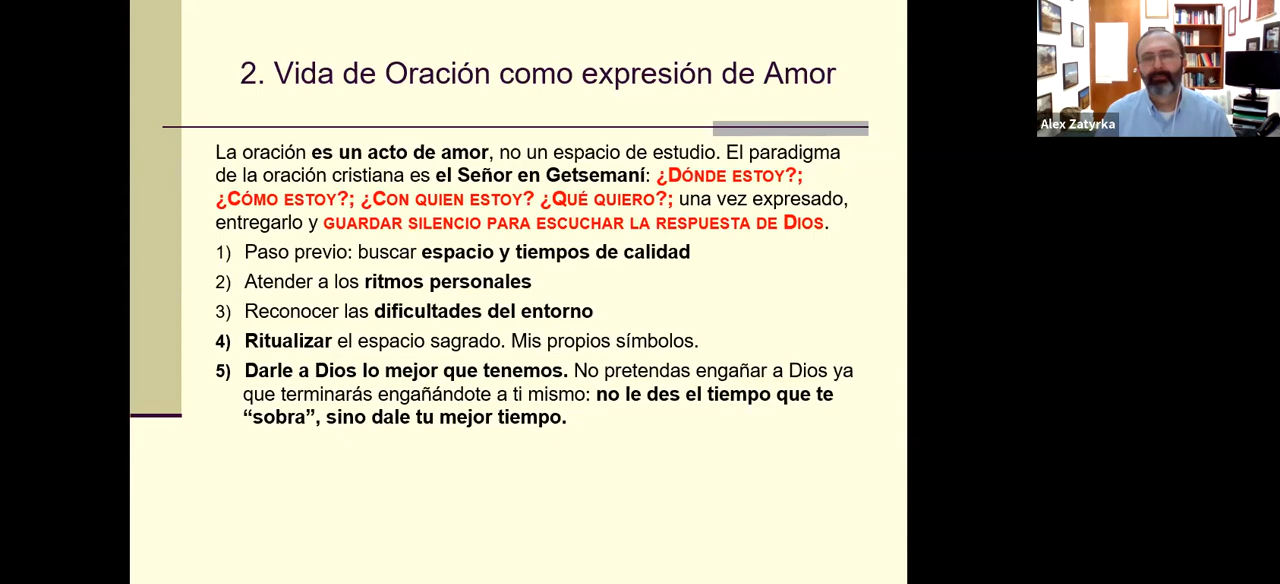 2. Vida de Oración como expresión de Amor
La oración es un acto de amor, no un espacio de estudio. El paradigma
de la oración cristiana es el Señor en Getsemaní: ¿DÓNDE ESTOY?;
¿CÓMO ESTOY?; ¿CON QUIEN ESTOY? ¿QUÉ QUIERO?; una vez expresado,
entregarlo y GUARDAR SILENCIO PARA ESCUCHAR LA RESPUESTA DE DIOS.
1) Paso previo: buscar espacio y tiempos de calidad
2) Atender a los ritmos personales
3) Reconocer las dificultades del entorno
4) Ritualizar el espacio sagrado. Mis propios símbolos.
5) Darle a Dios lo mejor que tenemos. No pretendas engañar a Dios ya
que terminarás engañándote a ti mismo: no le des el tiempo que te
“sobra”, sino dale tu mejor tiempo.
Alex Zatyrka